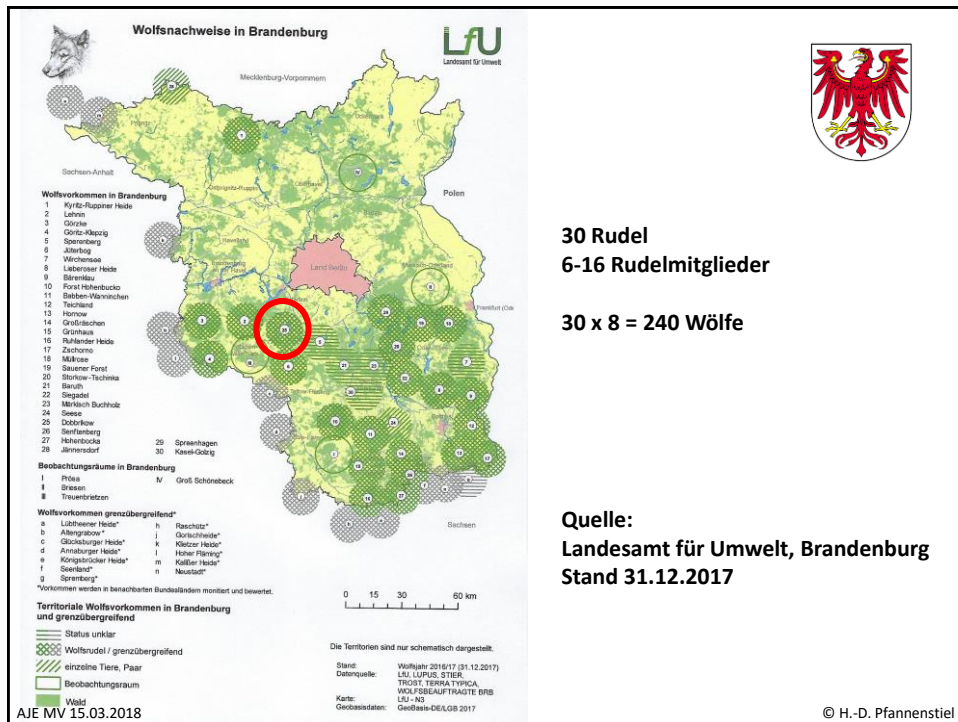 Wolfsnachweise in Brandenburg
LfU
Landesamt für Umwelt
Mecklenburg-Vorpommern
Sachsen-Anhalt
Polen
Land Berlin
Sachsen
Wolfsvorkommen in Brandenburg
1 Kyritz-Ruppiner Heide
2 Lehnin
3 Görzke
4 Göritz-Klepzig
5 Sperenberg
6 Jüterbog
7 Wirchensee
8 Lieberoser Heide
9 Bärenklau
10 Forst Hohenbucko
11 Babben-Wanninchen
12 Teichland
13 Hornow
14 Großräschen
15 Grünhaus
16 Ruhlander Heide
17 Zschorno
18 Müllrose
19 Sauener Forst
20 Storkow-Tschinka
21 Baruth
22 Siegadel
23 Märkisch Buchholz
24 Seese
25 Dobbrikow
26 Senftenberg
27 Hohenbocka
28 Jännersdorf
29 Spreenhagen
30 Kasel-Golzig
Beobachtungsräume in Brandenburg
I Prösa
II Briesen
III Treuenbrietzen
IV Groß Schönebeck
Wolfsvorkommen grenzübergreifend*
a Lübtheener Heide*
b Altengrabow*
c Glücksburger Heide*
d Annaburger Heide*
e Königsbrücker Heide*
f Seenland*
g Spremberg*
h Raschütz*
j Gorischheide*
k Klietzer Heide*
l Hoher Fläming*
m Kalißer Heide*
n Neustadt*
*Vorkommen werden in benachbarten Bundesländern monitiert und bewertet.
Territoriale Wolfsvorkommen in Brandenburg
und grenzübergreifend
Status unklar
Wolfsrudel / grenzübergreifend
einzelne Tiere, Paar
Beobachtungsraum
Wald
0 15 30 60 km
Die Territorien sind nur schematisch dargestellt.
Stand: Wolfsjahr 2016/17 (31.12.2017)
Datenquelle: LfU, LUPUS, STIER,
TROST, TERRA TYPICA,
WOLFSBEAUFTRAGTE BRB
Karte: LfU - N3
Geobasisdaten: GeoBasis-DE/LGB 2017
30 Rudel
6-16 Rudelmitglieder
30 x 8 = 240 Wölfe
Quelle:
Landesamt für Umwelt, Brandenburg
Stand 31.12.2017
AJE MV 15.03.2018
© H.-D. Pfannenstiel